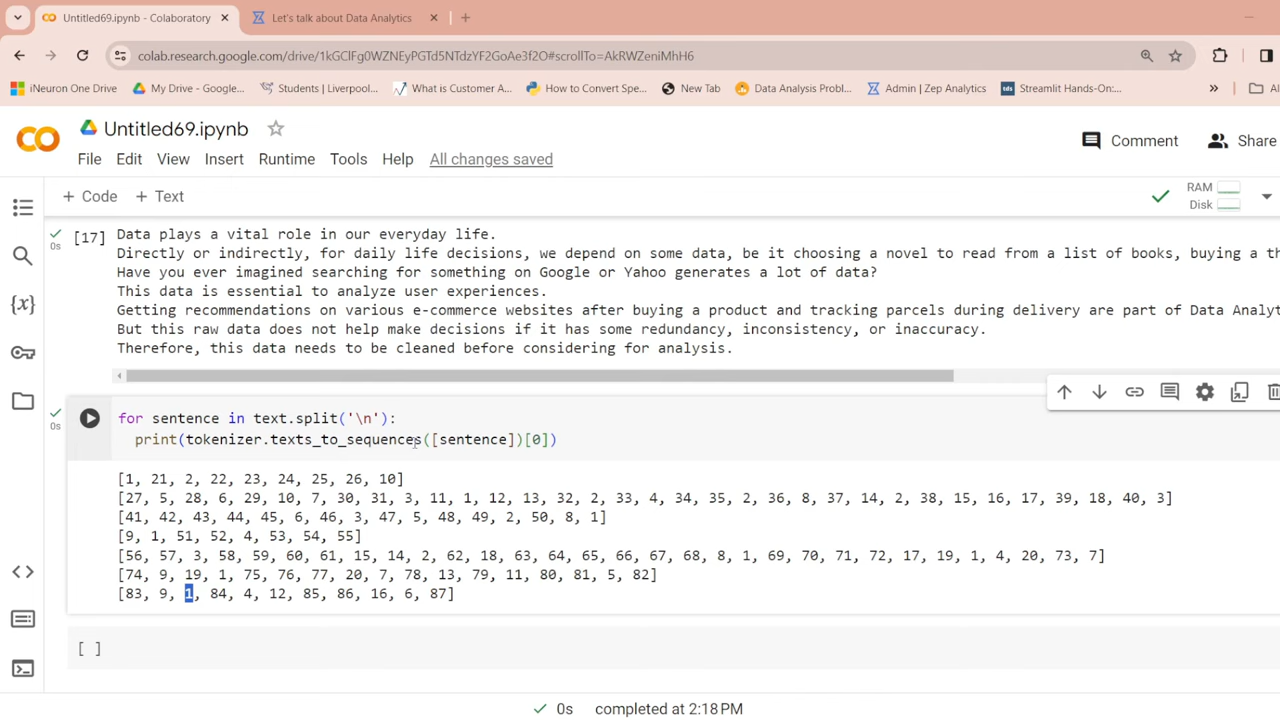 Untitled69.ipynb - Colaboratory
Let's talk about Data Analytics
colab.research.google.com/drive/1kGClFg0WZNEyPGTd5NTdzYF2GoAe3f2O#scrollTo=AkRWZeniMhH6
iNeuron One Drive
My Drive - Google...
Students | Liverpool...
What is Customer A...
How to Convert Spe...
New Tab
Data Analysis Probl...
Admin | Zep Analytics
Streamlit Hands-On:...
Untitled69.ipynb
Comment
Share
File Edit View Insert Runtime Tools Help All changes saved
+ Code + Text
RAM
Disk
0s
[17]
Data plays a vital role in our everyday life.
Directly or indirectly, for daily life decisions, we depend on some data, be it choosing a novel to read from a list of books, buying a th
Have you ever imagined searching for something on Google or Yahoo generates a lot of data?
This data is essential to analyze user experiences.
Getting recommendations on various e-commerce websites after buying a product and tracking parcels during delivery are part of Data Analyt
But this raw data does not help make decisions if it has some redundancy, inconsistency, or inaccuracy.
Therefore, this data needs to be cleaned before considering for analysis.
0s
for sentence in text.split('\n'):
print(tokenizer.texts_to_sequences([sentence])[0])
[1, 21, 2, 22, 23, 24, 25, 26, 10]
[27, 5, 28, 6, 29, 10, 7, 30, 31, 3, 11, 1, 12, 13, 32, 2, 33, 4, 34, 35, 2, 36, 8, 37, 14, 2, 38, 15, 16, 17, 39, 18, 40, 3]
[41, 42, 43, 44, 45, 6, 46, 3, 47, 5, 48, 49, 2, 50, 8, 1]
[9, 1, 51, 52, 4, 53, 54, 55]
[56, 57, 3, 58, 59, 60, 61, 15, 14, 2, 62, 18, 63, 64, 65, 66, 67, 68, 8, 1, 69, 70, 71, 72, 17, 19, 1, 4, 20, 73, 7]
[74, 9, 19, 1, 75, 76, 77, 20, 7, 78, 13, 79, 11, 80, 81, 5, 82]
[83, 9, 1, 84, 4, 12, 85, 86, 16, 6, 87]
[ ]
0s completed at 2:18 PM